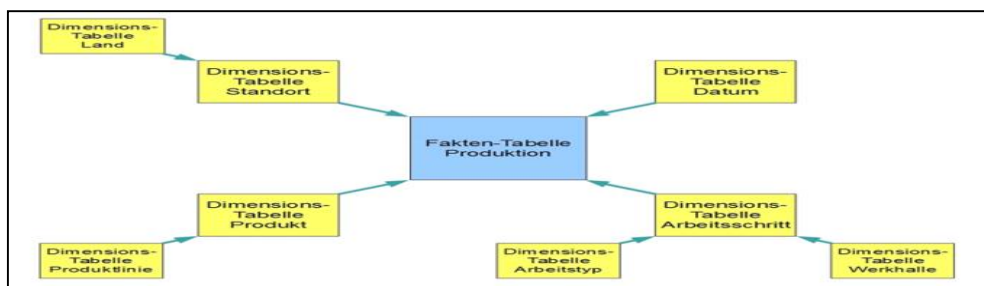 Dimensions-
Tabelle
Land
Dimensions-
Tabelle
Standort
Dimensions-
Tabelle
Datum
Fakten-Tabelle
Produktion
Dimensions-
Tabelle
Produkt
Dimensions-
Tabelle
Arbeitsschritt
Dimensions-
Tabelle
Produktlinie
Dimensions-
Tabelle
Arbeitstyp
Dimensions-
Tabelle
Werkhalle